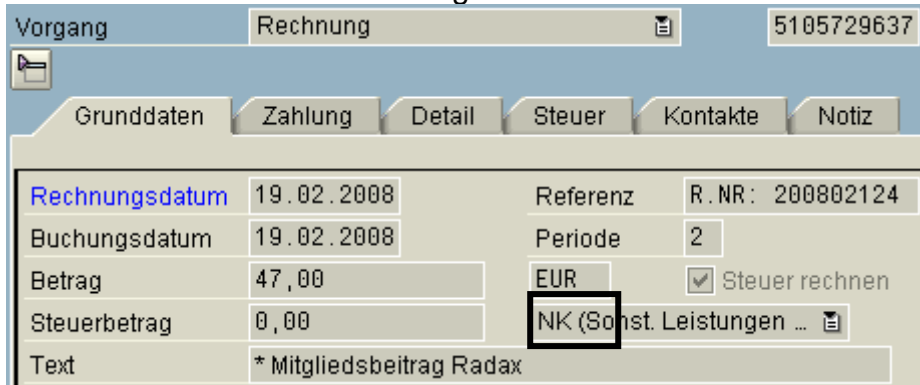 Vorgang Rechnung 5105729637
Grunddaten Zahlung Detail Steuer Kontakte Notiz
Rechnungsdatum 19.02.2008 Referenz R.NR: 200802124
Buchungsdatum 19.02.2008 Periode 2
Betrag 47,00 EUR Steuer rechnen
Steuerbetrag 0,00 NK (Sonst. Leistungen ...
Text * Mitgliedsbeitrag Radax